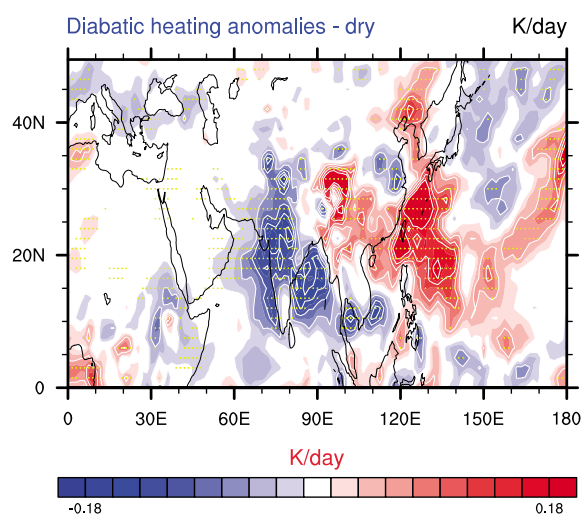 Diabatic heating anomalies - dry K/day
40N
20N
0
0 30E 60E 90E 120E 150E 180
K/day
-0.18 0.18